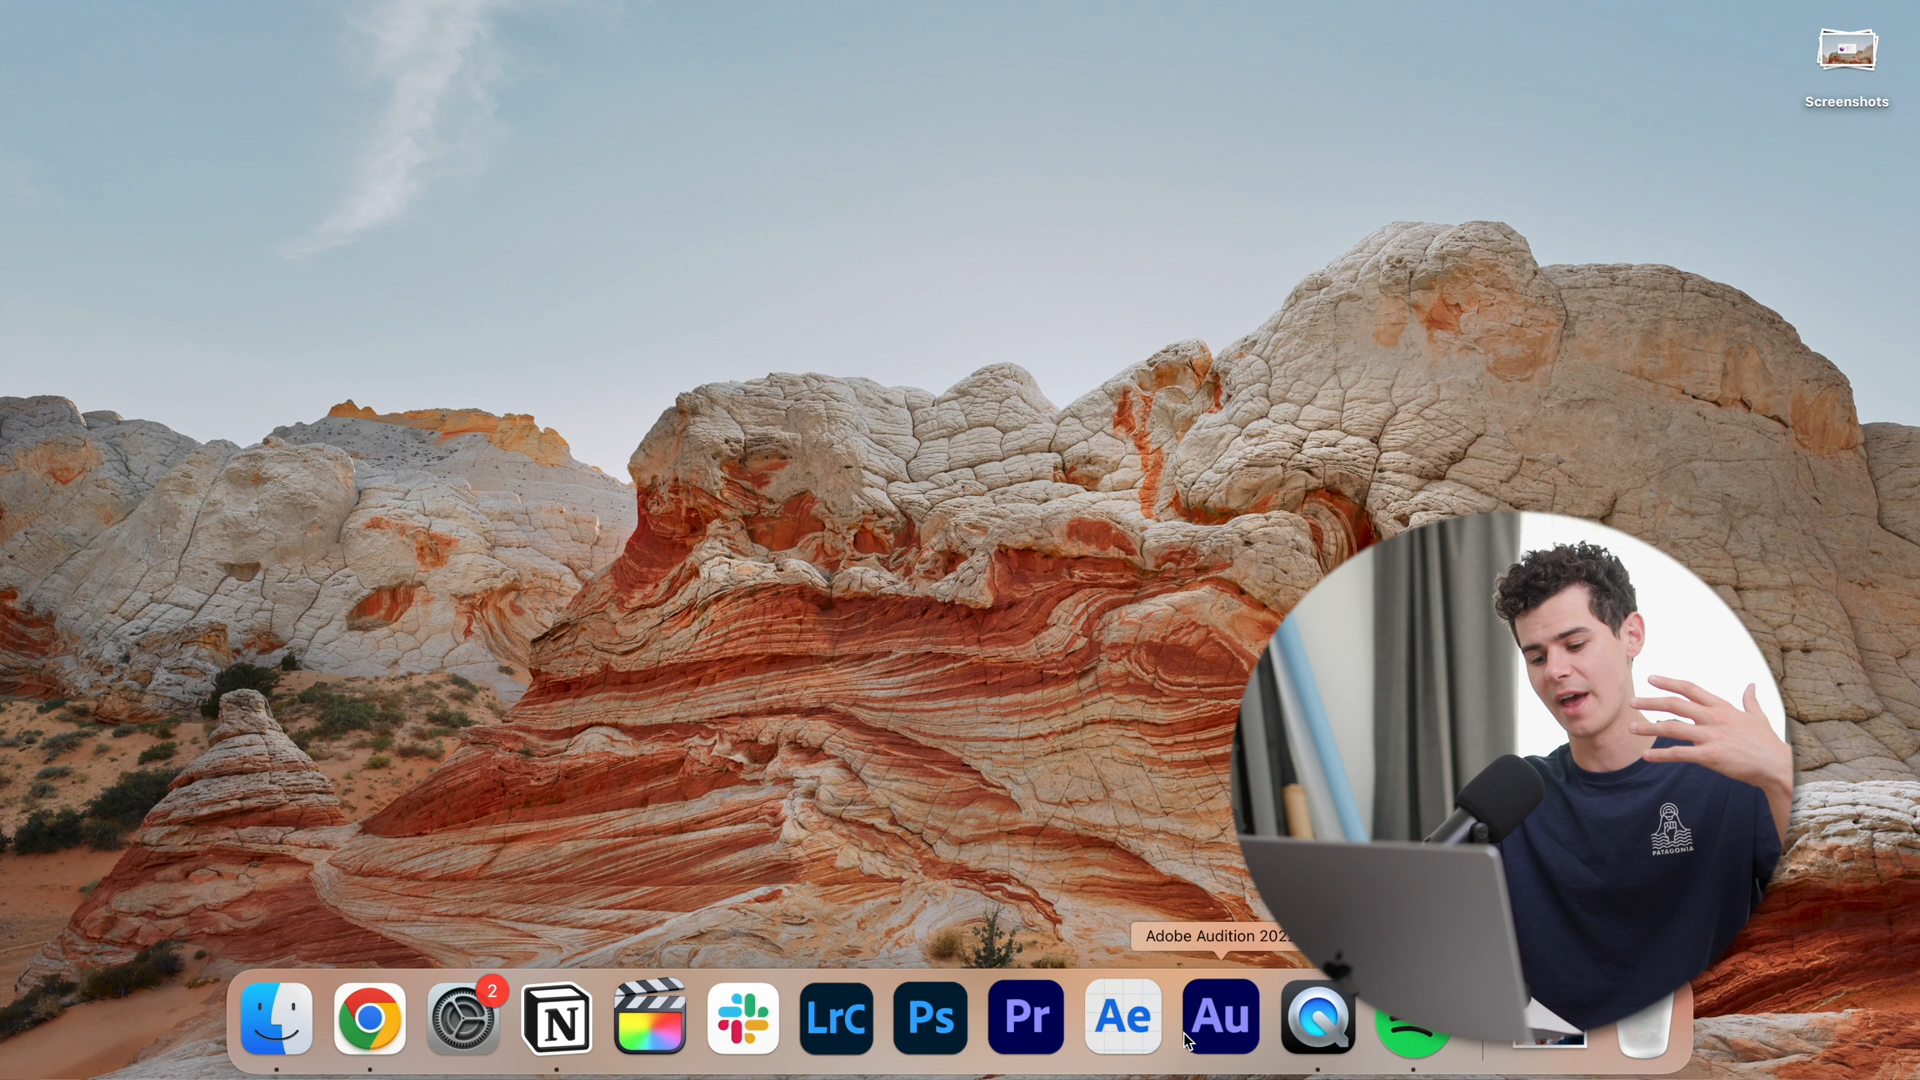 Screenshots
PATAGONIA
Adobe Audition 202
2
N
Lrc
Ps
Pr
Ae
Au